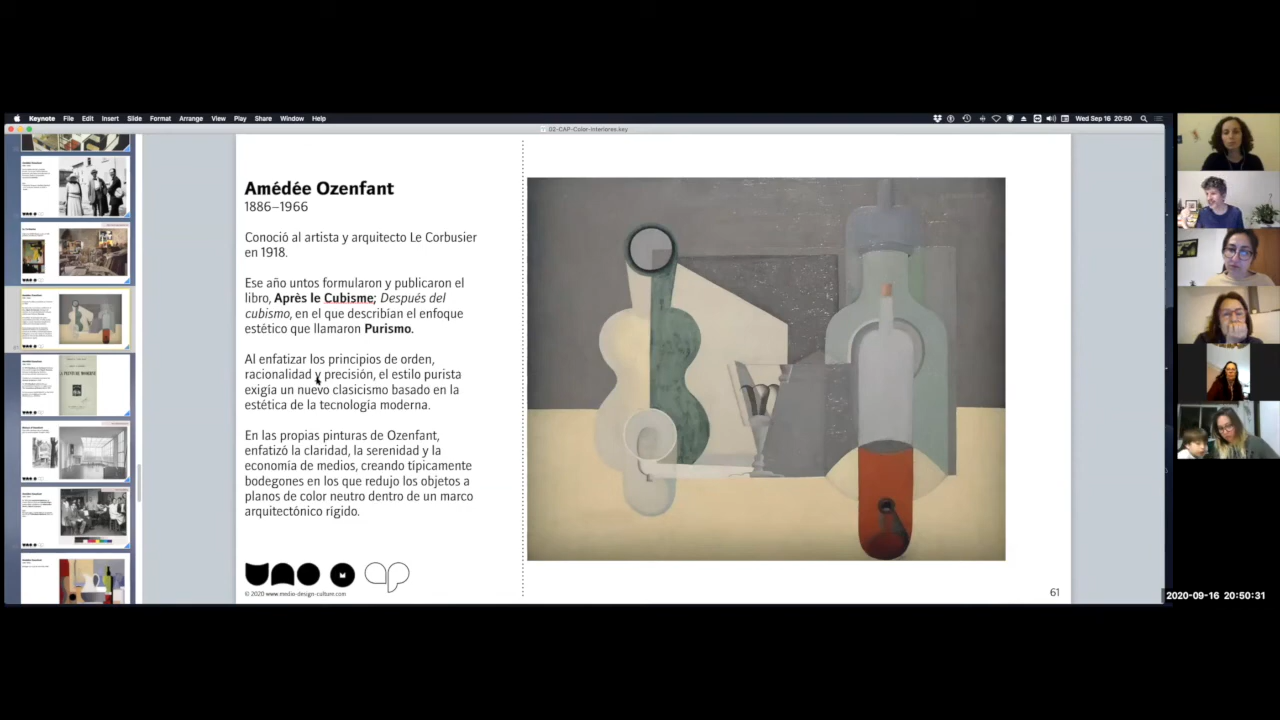 Keynote File Edit Insert Slide Format Arrange View Play Share Window Help
Wed Sep 16 20:50
02-CAP-Color-Interiores.key
Amédée Ozenfant
1886–1966
Conoció al artista y arquitecto Le Corbusier
en 1918.
Ese año untos formularon y publicaron el
libro, Après le Cubisme; Después del
cubismo, en el que describían el enfoque
estético que llamaron Purismo.
Al enfatizar los principios de orden,
racionalidad y precisión, el estilo purista
exigía un nuevo clasicismo basado en la
estética de la tecnología moderna.
En las propias pinturas de Ozenfant,
enfatizó la claridad, la serenidad y la
economía de medios, creando típicamente
bodegones en los que redujo los objetos a
planos de color neutro dentro de un marco
arquitectónico rígido.
© 2020 www.media-design-culture.com
61
2020-09-16 20:50:31